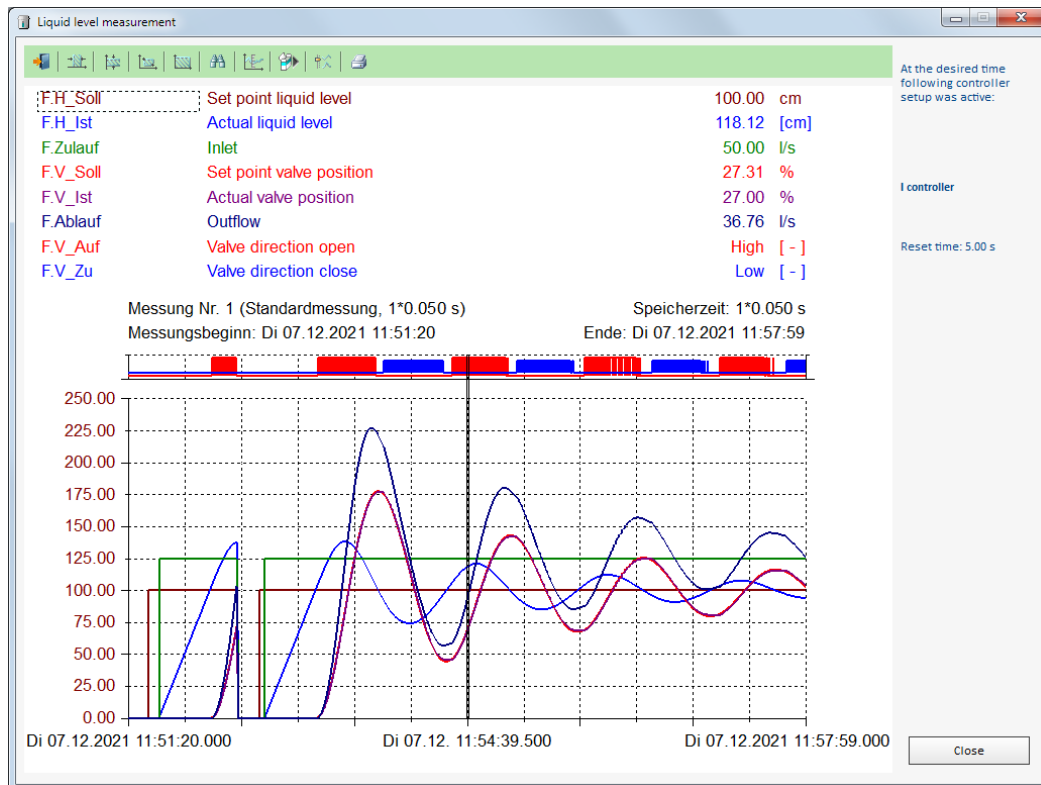 Liquid level measurement
At the desired time
following controller
setup was active:
I controller
Reset time: 5.00 s
F.H_Soll Set point liquid level 100.00 cm
F.H_Ist Actual liquid level 118.12 [cm]
F.Zulauf Inlet 50.00 l/s
F.V_Soll Set point valve position 27.31 %
F.V_Ist Actual valve position 27.00 %
F.Ablauf Outflow 36.76 l/s
F.V_Auf Valve direction open High [ - ]
F.V_Zu Valve direction close Low [ - ]
Messung Nr. 1 (Standardmessung, 1*0.050 s) Speicherzeit: 1*0.050 s
Messungsbeginn: Di 07.12.2021 11:51:20 Ende: Di 07.12.2021 11:57:59
250.00
225.00
200.00
175.00
150.00
125.00
100.00
75.00
50.00
25.00
0.00
Di 07.12.2021 11:51:20.000 Di 07.12. 11:54:39.500 Di 07.12.2021 11:57:59.000
Close